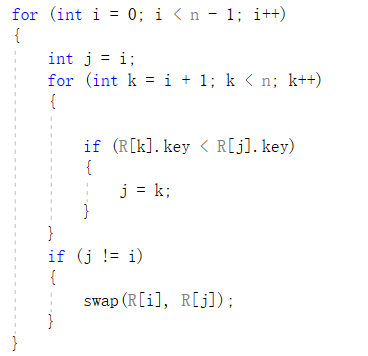 for (int i = 0; i < n - 1; i++)
{
    int j = i;
    for (int k = i + 1; k < n; k++)
    {

        if (R[k].key < R[j].key)
        {
            j = k;
        }
    }
    if (j != i)
    {
        swap(R[i], R[j]);
    }
}